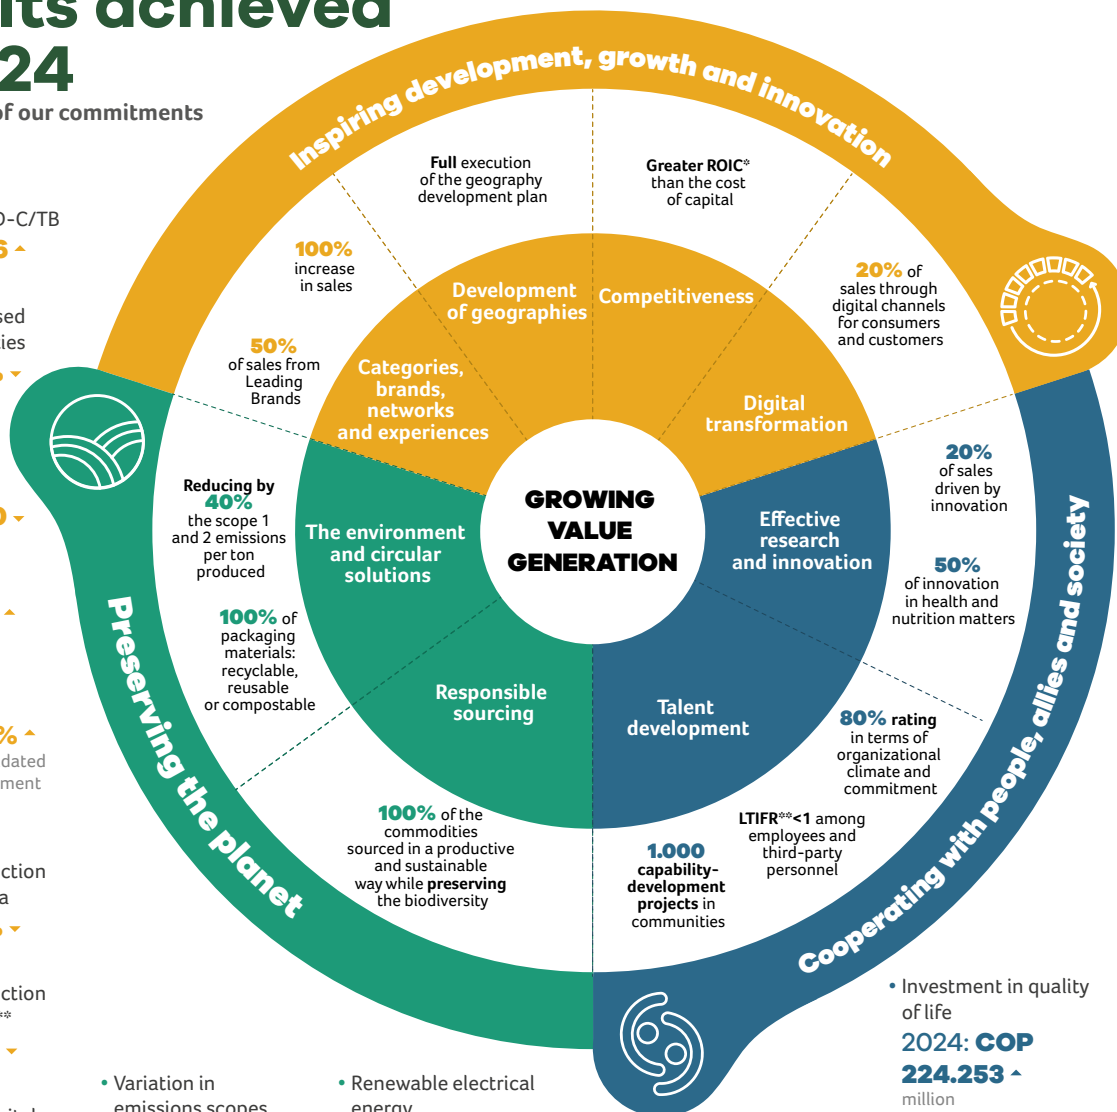 its achieved
24
of our commitments
Inspiring development, growth and innovation
Full execution
of the geography
development plan
Greater ROIC*
than the cost
of capital
100%
increase
in sales
50%
of sales from
Leading
Brands
20% of
sales through
digital channels
for consumers
and customers
Development
of geographies
Competitiveness
Categories,
brands,
networks
and experiences
Digital
transformation
GROWING
VALUE
GENERATION
The environment
and circular
solutions
Effective
research
and innovation
Responsible
sourcing
Talent
development
Reducing by
40%
the scope 1
and 2 emissions
per ton
produced
100% of
packaging
materials:
recyclable,
reusable
or compostable
100% of the
commodities
sourced in a productive
and sustainable
way while preserving
the biodiversity
Preserving the planet
20%
of sales
driven by
innovation
50%
of innovation
in health and
nutrition matters
80% rating
in terms of
organizational
climate and
commitment
LTIFR**<1 among
employees and
third-party
personnel
1.000
capability-
development
projects in
communities
Cooperating with people, allies and society
• Investment in quality
of life
2024: COP
224.253
million
• Variation in
emissions scopes
• Renewable electrical
energy
-C/TB
sed
ies
%
dated
ment
ction
a
ction
**